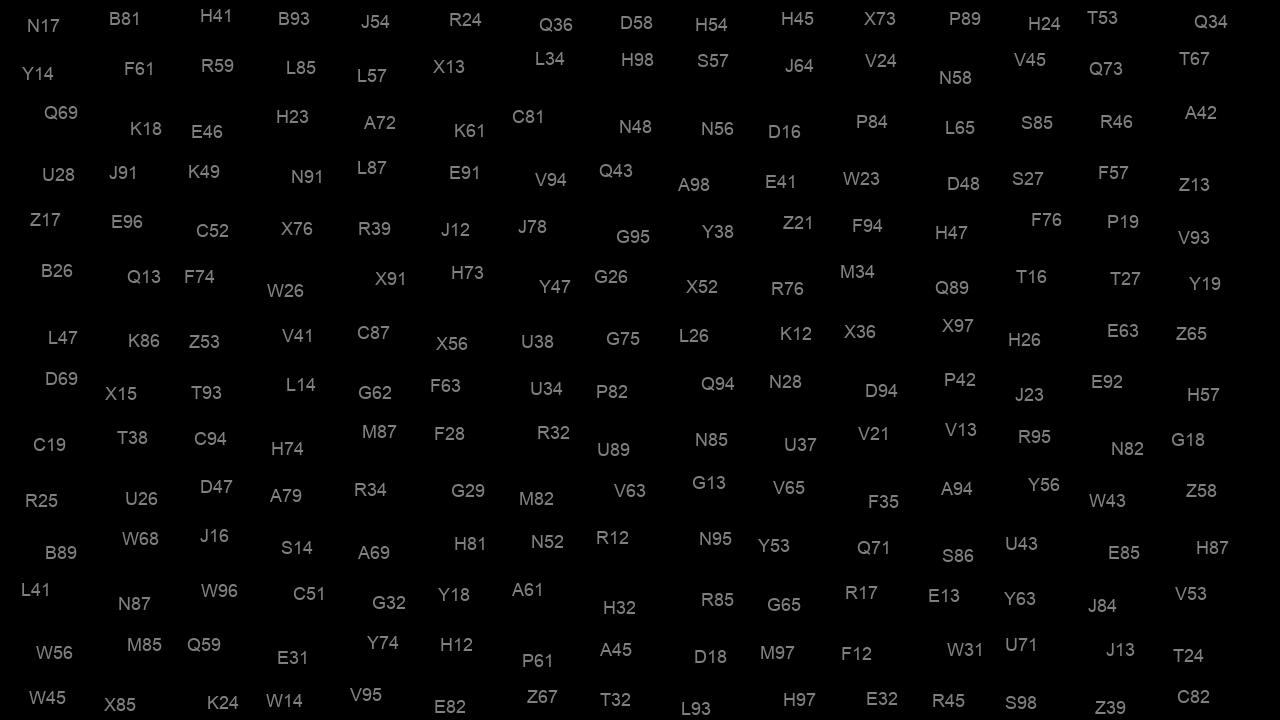 N17 B81 H41 B93 J54 R24 Q36 D58 H54 H45 X73 P89 H24 T53 Q34
Y14 F61 R59 L85 L57 X13 L34 H98 S57 J64 V24 N58 V45 Q73 T67
Q69 K18 E46 H23 A72 K61 C81 N48 N56 D16 P84 L65 S85 R46 A42
U28 J91 K49 N91 L87 E91 V94 Q43 A98 E41 W23 D48 S27 F57 Z13
Z17 E96 C52 X76 R39 J12 J78 G95 Y38 Z21 F94 H47 F76 P19 V93
B26 Q13 F74 W26 X91 H73 Y47 G26 X52 R76 M34 Q89 T16 T27 Y19
L47 K86 Z53 V41 C87 X56 U38 G75 L26 K12 X36 X97 H26 E63 Z65
D69 X15 T93 L14 G62 F63 U34 P82 Q94 N28 D94 P42 J23 E92 H57
C19 T38 C94 H74 M87 F28 R32 U89 N85 U37 V21 V13 R95 N82 G18
R25 U26 D47 A79 R34 G29 M82 V63 G13 V65 F35 A94 Y56 W43 Z58
B89 W68 J16 S14 A69 H81 N52 R12 N95 Y53 Q71 S86 U43 E85 H87
L41 N87 W96 C51 G32 Y18 A61 H32 R85 G65 R17 E13 Y63 J84 V53
W56 M85 Q59 E31 Y74 H12 P61 A45 D18 M97 F12 W31 U71 J13 T24
W45 X85 K24 W14 V95 E82 Z67 T32 L93 H97 E32 R45 S98 Z39 C82